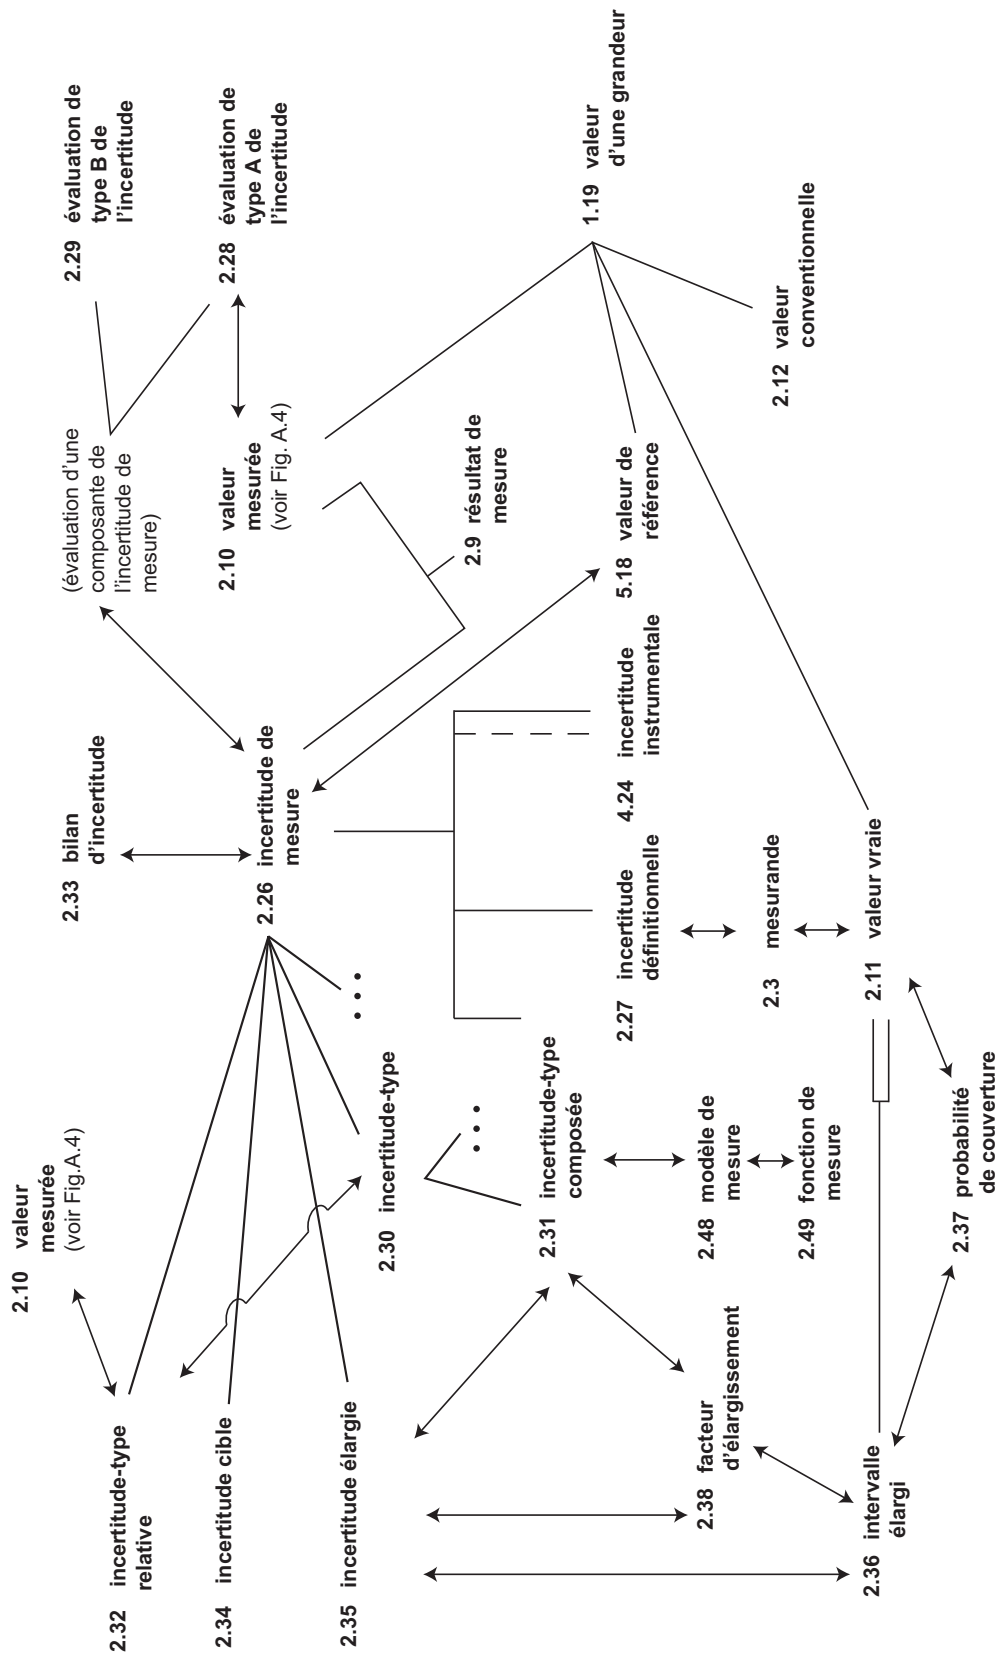 2.10 valeur
mesurée
(voir Fig.A.4)
2.33 bilan
d'incertitude
(évaluation d'une
composante de
l'incertitude de
mesure)
2.29 évaluation de
type B de
l'incertitude
2.32 incertitude-type
relative
2.34 incertitude cible
2.35 incertitude élargie
2.26 incertitude de
mesure
2.10 valeur
mesurée
(voir Fig. A.4)
2.28 évaluation de
type A de
l'incertitude
2.30 incertitude-type
2.9 résultat de
mesure
2.31 incertitude-type
composée
2.27 incertitude
définitionnelle
4.24 incertitude
instrumentale
5.18 valeur de
référence
1.19 valeur
d'une grandeur
2.38 facteur
d'élargissement
2.48 modèle de
mesure
2.49 fonction de
mesure
2.3 mesurande
2.12 valeur
conventionnelle
2.36 intervalle
élargi
2.11 valeur vraie
2.37 probabilité
de couverture